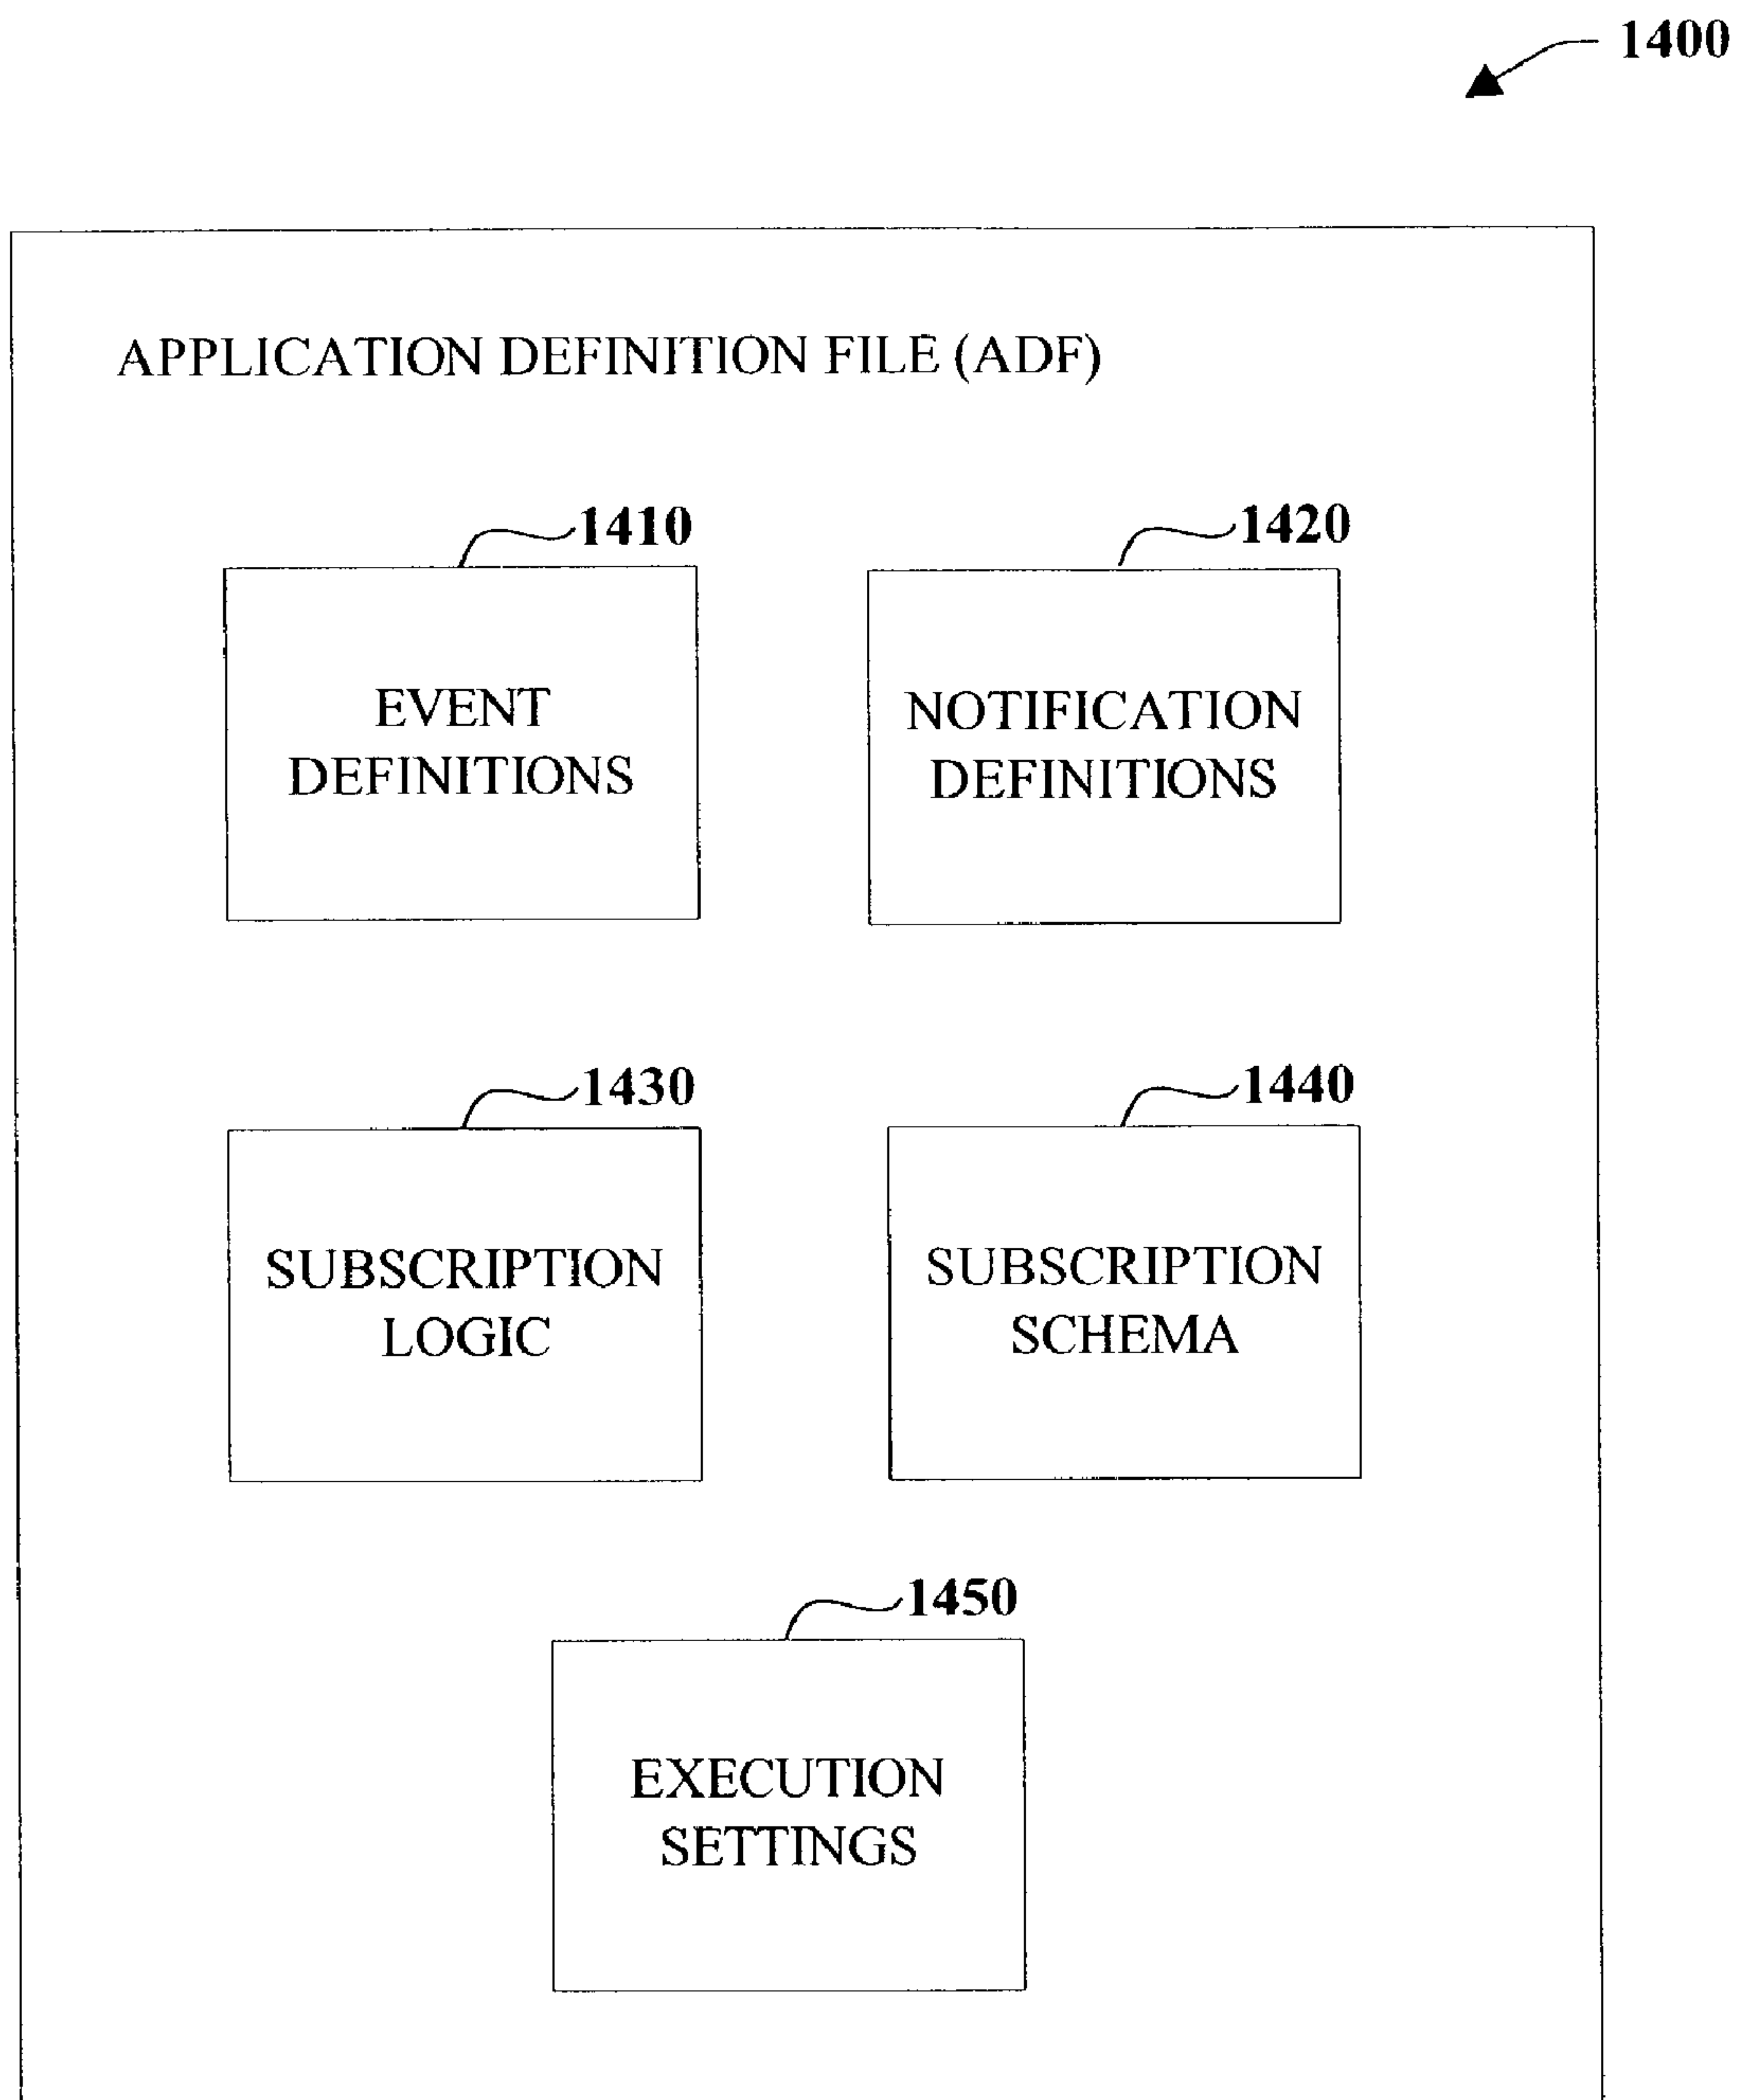 1400
APPLICATION DEFINITION FILE (ADF)
1410
1420
EVENT
DEFINITIONS
NOTIFICATION
DEFINITIONS
1430
1440
SUBSCRIPTION
LOGIC
SUBSCRIPTION
SCHEMA
1450
EXECUTION
SETTINGS